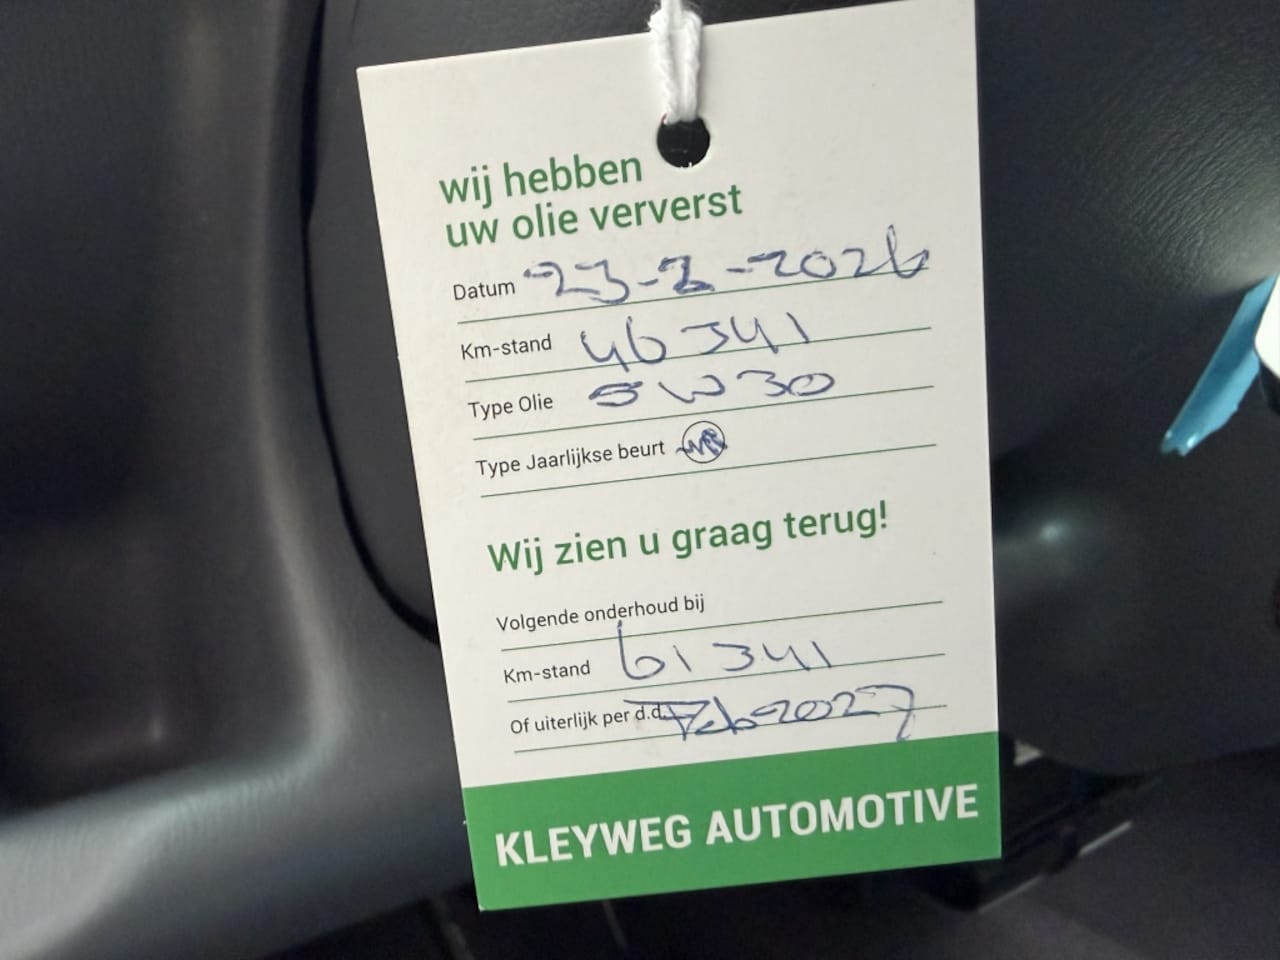 wij hebben
uw olie ververst
Datum 23-2-2026
Km-stand 46341
Type Olie 5W30
Type Jaarlijkse beurt
Wij zien u graag terug!
Volgende onderhoud bij
Km-stand 61341
Of uiterlijk per d.d. Feb-2027
KLEYWEG AUTOMOTIVE